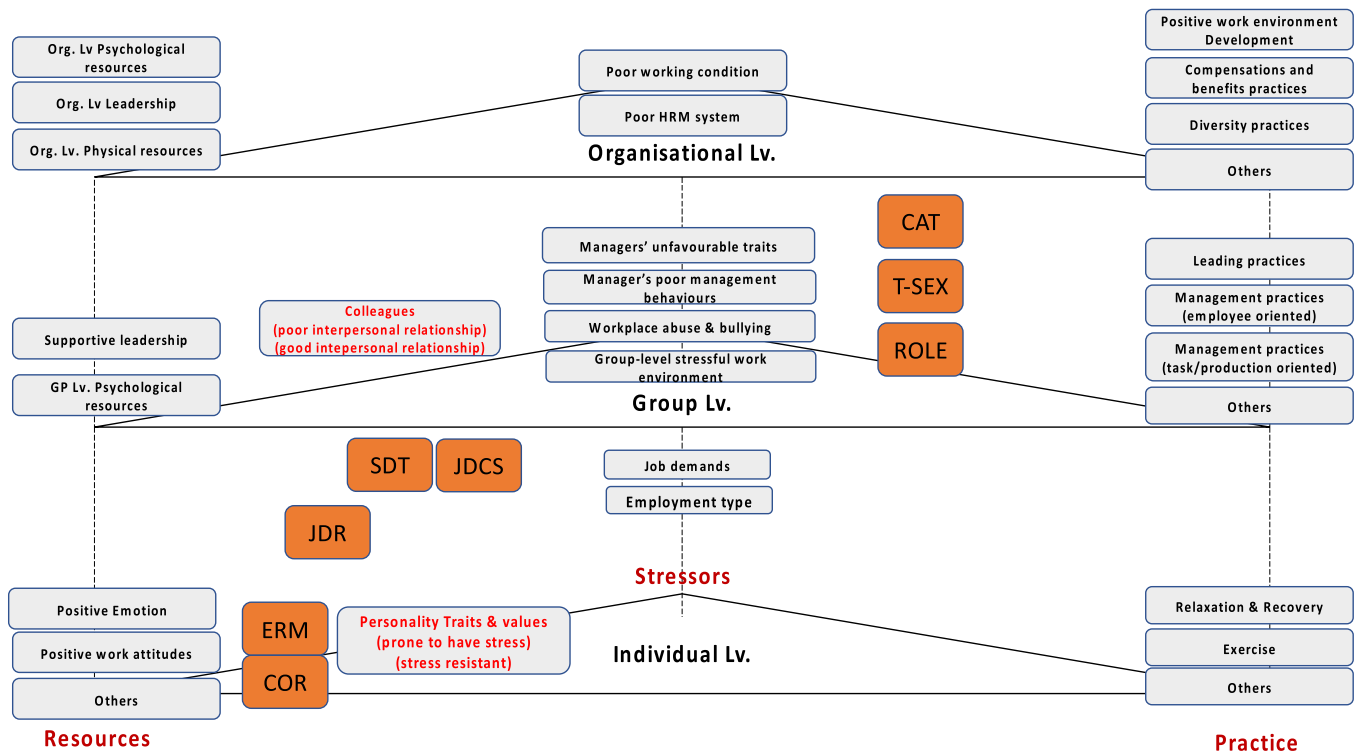 Org. Lv Psychological
resources
Org. Lv Leadership
Org. Lv. Physical resources
Poor working condition
Poor HRM system
Organisational Lv.
Positive work environment
Development
Compensations and
benefits practices
Diversity practices
Others
CAT
T-SEX
ROLE
Managers' unfavourable traits
Manager's poor management
behaviours
Workplace abuse & bullying
Group-level stressful work
environment
Group Lv.
Colleagues
(poor interpersonal relationship)
(good intepersonal relationship)
Supportive leadership
GP Lv. Psychological
resources
Leading practices
Management practices
(employee oriented)
Management practices
(task/production oriented)
Others
SDT
JDCS
JDR
Job demands
Employment type
Stressors
Positive Emotion
Positive work attitudes
Others
ERM
COR
Personality Traits & values
(prone to have stress)
(stress resistant)
Individual Lv.
Relaxation & Recovery
Exercise
Others
Resources
Practice